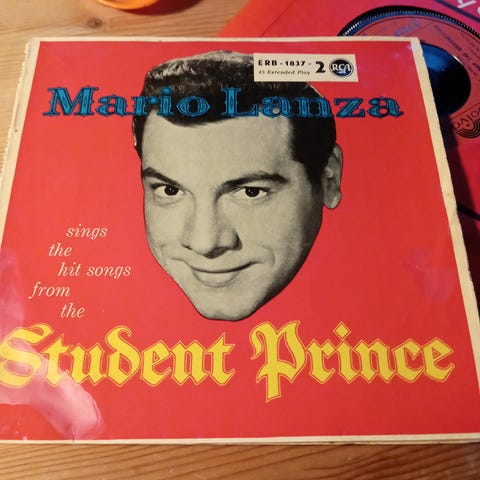 ERB - 1037 - 2 RCA
45 Extended Play
Mario Lanza
sings
the
hit songs
from
the
Student Prince